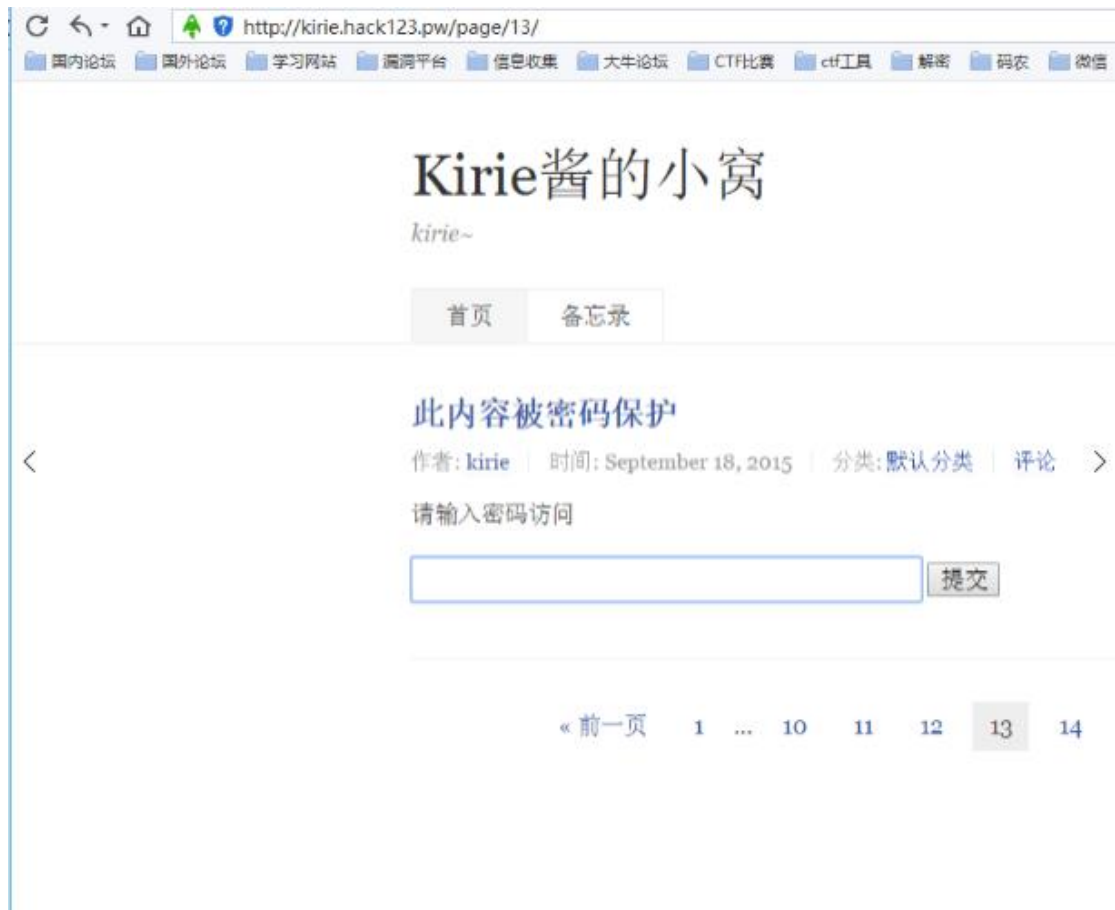 http://kirie.hack123.pw/page/13/
国内论坛 国外论坛 学习网站 漏洞平台 信息收集 大牛论坛 CTF比赛 ctf工具 解密 码农 微信
Kirie酱的小窝
kirie~
首页 备忘录
此内容被密码保护
作者: kirie 时间: September 18, 2015 分类: 默认分类 评论
请输入密码访问
提交
« 前一页 1 ... 10 11 12 13 14